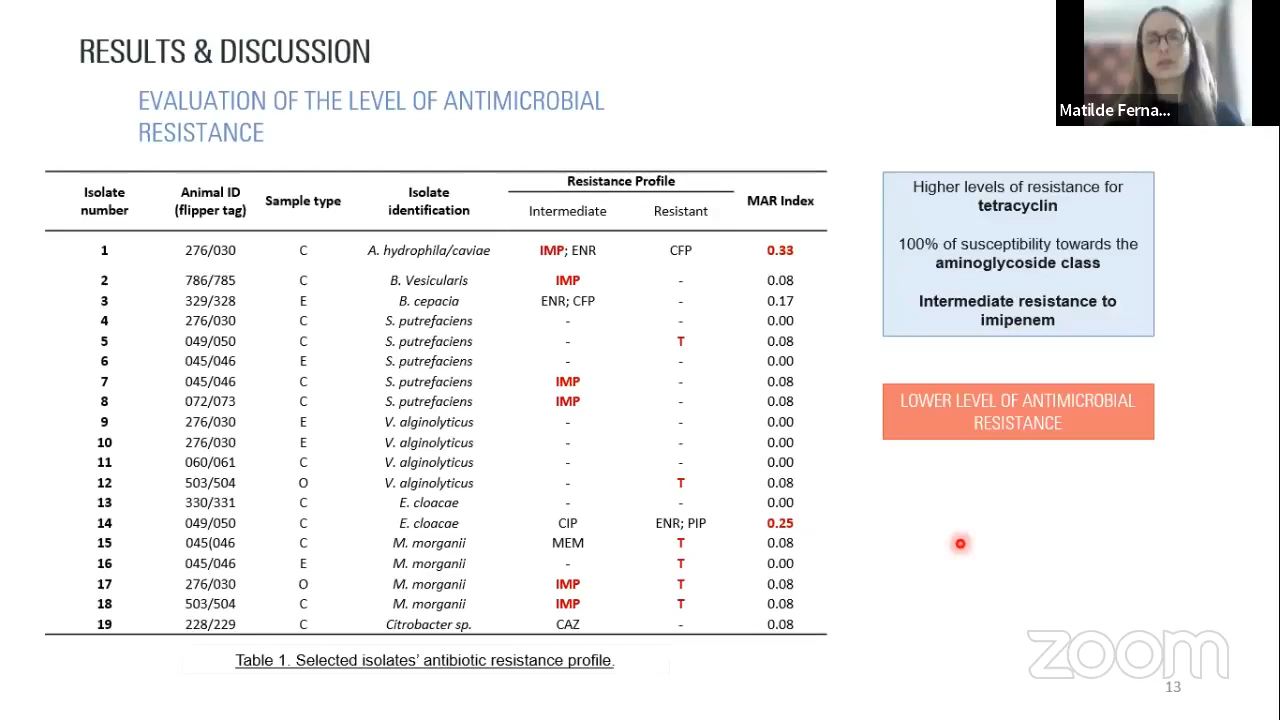 RESULTS & DISCUSSION
EVALUATION OF THE LEVEL OF ANTIMICROBIAL
RESISTANCE
Matilde Ferna...
Isolate number Animal ID (flipper tag) Sample type Isolate identification Resistance Profile MAR Index
Intermediate Resistant
1 276/030 C A. hydrophila/caviae IMP; ENR CFP 0.33
2 786/785 C B. Vesicularis IMP - 0.08
3 329/328 E B. cepacia ENR; CFP - 0.17
4 276/030 C S. putrefaciens - - 0.00
5 049/050 C S. putrefaciens - T 0.08
6 045/046 E S. putrefaciens - - 0.00
7 045/046 C S. putrefaciens IMP - 0.08
8 072/073 C S. putrefaciens IMP - 0.08
9 276/030 E V. alginolyticus - - 0.00
10 276/030 E V. alginolyticus - - 0.00
11 060/061 C V. alginolyticus - - 0.00
12 503/504 O V. alginolyticus - T 0.08
13 330/331 C E. cloacae - - 0.00
14 049/050 C E. cloacae CIP ENR; PIP 0.25
15 045(046 C M. morganii MEM T 0.08
16 045/046 E M. morganii - T 0.00
17 276/030 O M. morganii IMP T 0.08
18 503/504 C M. morganii IMP T 0.08
19 228/229 C Citrobacter sp. CAZ - 0.08
Table 1. Selected isolates' antibiotic resistance profile.
Higher levels of resistance for
tetracyclin
100% of susceptibility towards the
aminoglycoside class
Intermediate resistance to
imipenem
LOWER LEVEL OF ANTIMICROBIAL
RESISTANCE
zoom
13